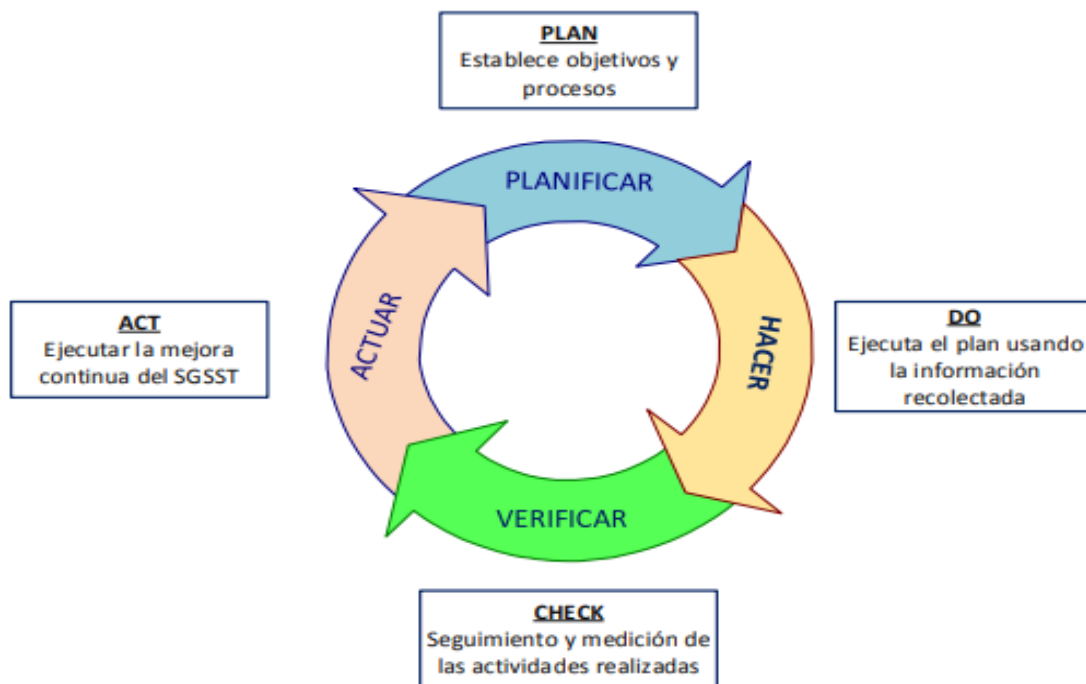 PLAN
Establece objetivos y
procesos
PLANIFICAR
HACER
DO
Ejecuta el plan usando
la información
recolectada
VERIFICAR
CHECK
Seguimiento y medición de
las actividades realizadas
ACTUAR
ACT
Ejecutar la mejora
continua del SGSST